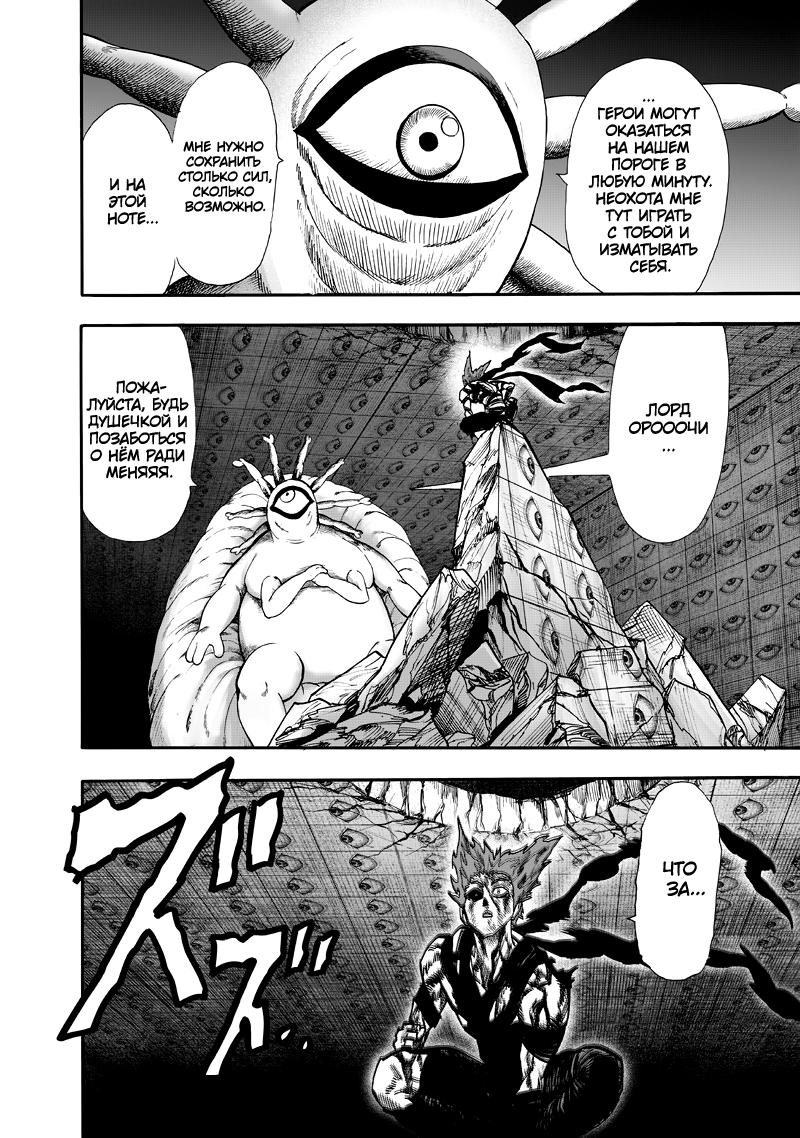 ...
ГЕРОИ МОГУТ
ОКАЗАТЬСЯ
НА НАШЕМ
ПОРОГЕ В
ЛЮБУЮ МИНУТУ.
НЕОХОТА МНЕ
ТУТ ИГРАТЬ
С ТОБОЙ И
ИЗМАТЫВАТЬ
СЕБЯ.
МНЕ НУЖНО
СОХРАНИТЬ
СТОЛЬКО СИЛ,
СКОЛЬКО
ВОЗМОЖНО.
И НА
ЭТОЙ
НОТЕ...
ЛОРД
ОРОООЧИ
...
ПОЖА-
ЛУЙСТА, БУДЬ
ДУШЕЧКОЙ И
ПОЗАБОТЬСЯ
О НЁМ РАДИ
МЕНЯЯЯ.
ЧТО
ЗА...
ズズ